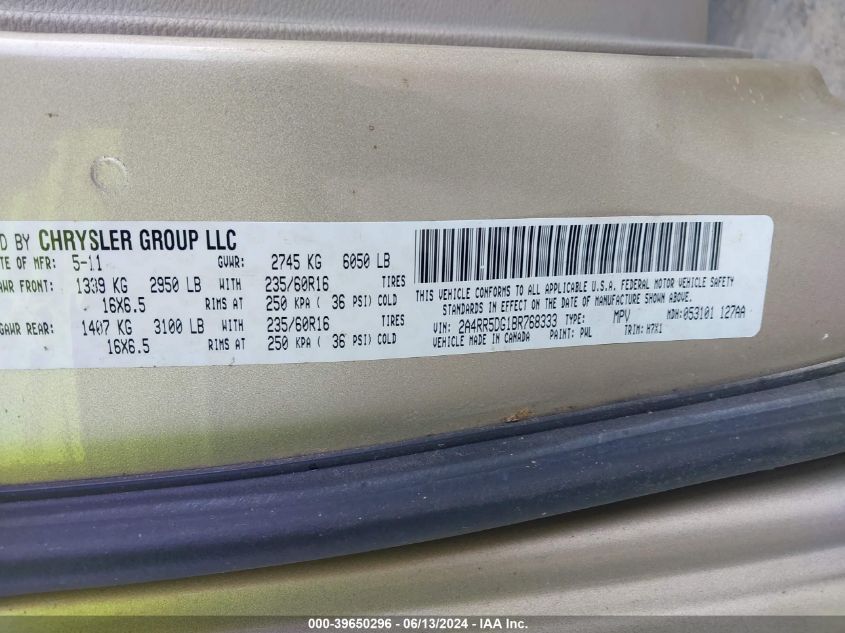 D BY CHRYSLER GROUP LLC
TE OF MFR: 5-11 GVWR: 2745 KG 6050 LB
AWR FRONT: 1339 KG 2950 LB WITH 235/60R16 TIRES
16X6.5 RIMS AT 250 KPA ( 36 PSI) COLD
GAWR REAR: 1407 KG 3100 LB WITH 235/60R16 TIRES
16X6.5 RIMS AT 250 KPA ( 36 PSI) COLD
THIS VEHICLE CONFORMS TO ALL APPLICABLE U.S.A. FEDERAL MOTOR VEHICLE SAFETY
STANDARDS IN EFFECT ON THE DATE OF MANUFACTURE SHOWN ABOVE.
VIN: 2A4RR5DG1BR768333 TYPE: MPV MDH: 053101 127AA
VEHICLE MADE IN CANADA PAINT: PWL TRIM: H7X1
000-39650296 - 06/13/2024 - IAA Inc.